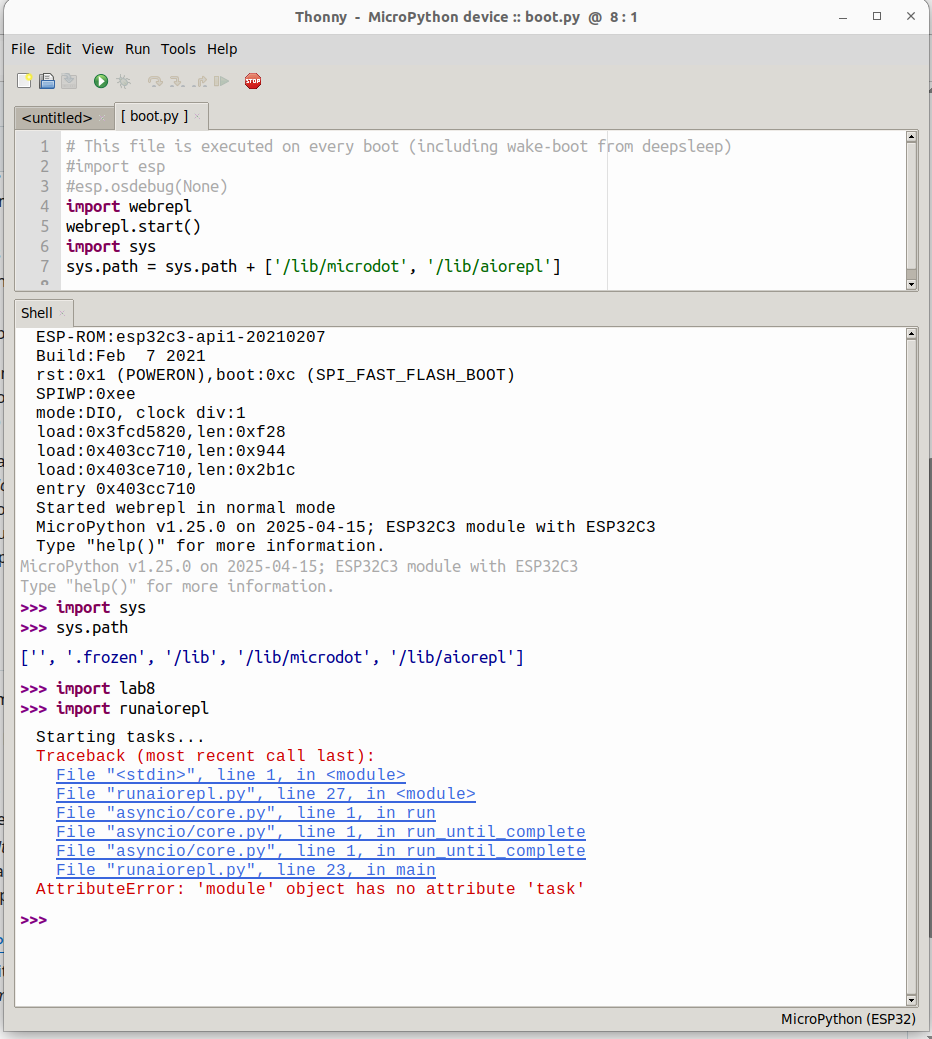 Thonny - MicroPython device :: boot.py @ 8 : 1
File Edit View Run Tools Help
STOP
<untitled>
[ boot.py ]
1 # This file is executed on every boot (including wake-boot from deepsleep)
2 #import esp
3 #esp.osdebug(None)
4 import webrepl
5 webrepl.start()
6 import sys
7 sys.path = sys.path + ['/lib/microdot', '/lib/aiorepl']
8
Shell
ESP-ROM:esp32c3-api1-20210207
Build:Feb  7 2021
rst:0x1 (POWERON),boot:0xc (SPI_FAST_FLASH_BOOT)
SPIWP:0xee
mode:DIO, clock div:1
load:0x3fcd5820,len:0xf28
load:0x403cc710,len:0x944
load:0x403ce710,len:0x2b1c
entry 0x403cc710
Started webrepl in normal mode
MicroPython v1.25.0 on 2025-04-15; ESP32C3 module with ESP32C3
Type "help()" for more information.
MicroPython v1.25.0 on 2025-04-15; ESP32C3 module with ESP32C3
Type "help()" for more information.
>>> import sys
>>> sys.path
['', '.frozen', '/lib', '/lib/microdot', '/lib/aiorepl']
>>> import lab8
>>> import runaiorepl
Starting tasks...
Traceback (most recent call last):
File "<stdin>", line 1, in <module>
File "runaiorepl.py", line 27, in <module>
File "asyncio/core.py", line 1, in run
File "asyncio/core.py", line 1, in run_until_complete
File "asyncio/core.py", line 1, in run_until_complete
File "runaiorepl.py", line 23, in main
AttributeError: 'module' object has no attribute 'task'
>>>
MicroPython (ESP32)